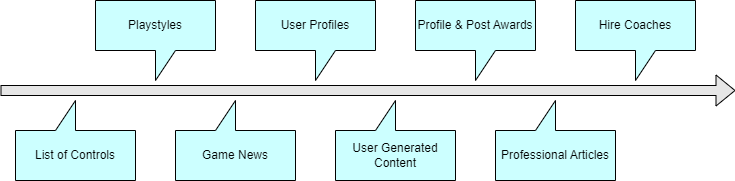 Playstyles
User Profiles
Profile & Post Awards
Hire Coaches
List of Controls
Game News
User Generated
Content
Professional Articles